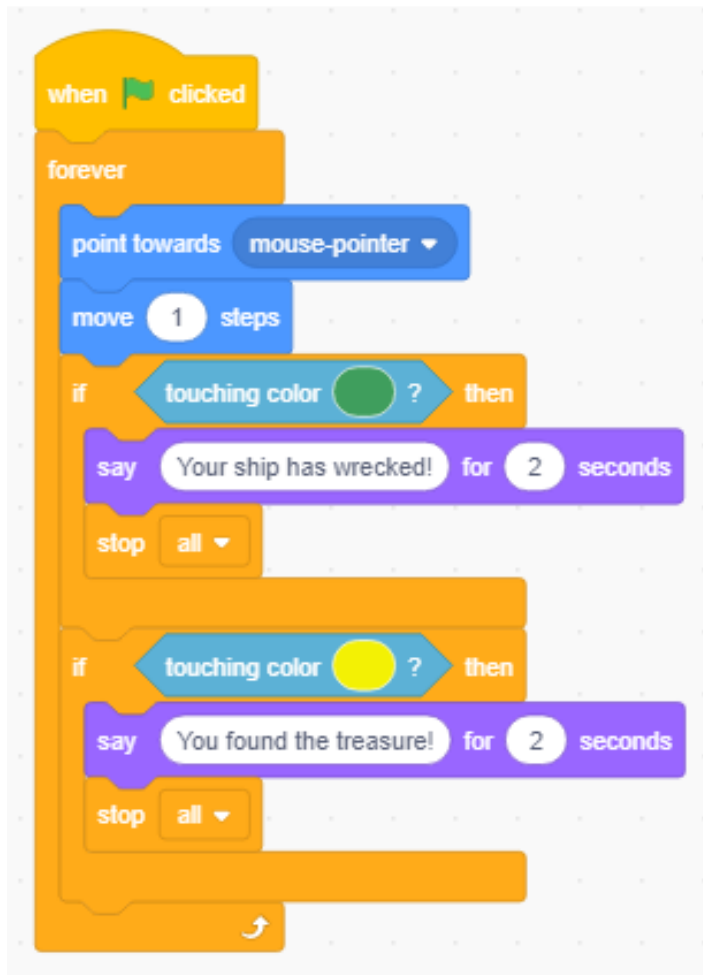 when clicked
forever
point towards mouse-pointer
move 1 steps
if touching color ? then
say Your ship has wrecked! for 2 seconds
stop all
if touching color ? then
say You found the treasure! for 2 seconds
stop all